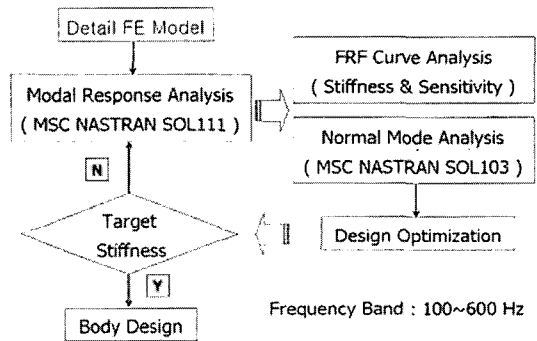 Detail FE Model
Modal Response Analysis
( MSC NASTRAN SOL111 )
FRF Curve Analysis
( Stiffness & Sensitivity )
Normal Mode Analysis
( MSC NASTRAN SOL103 )
N
Target
Stiffness
Design Optimization
Y
Body Design
Frequency Band : 100~600 Hz